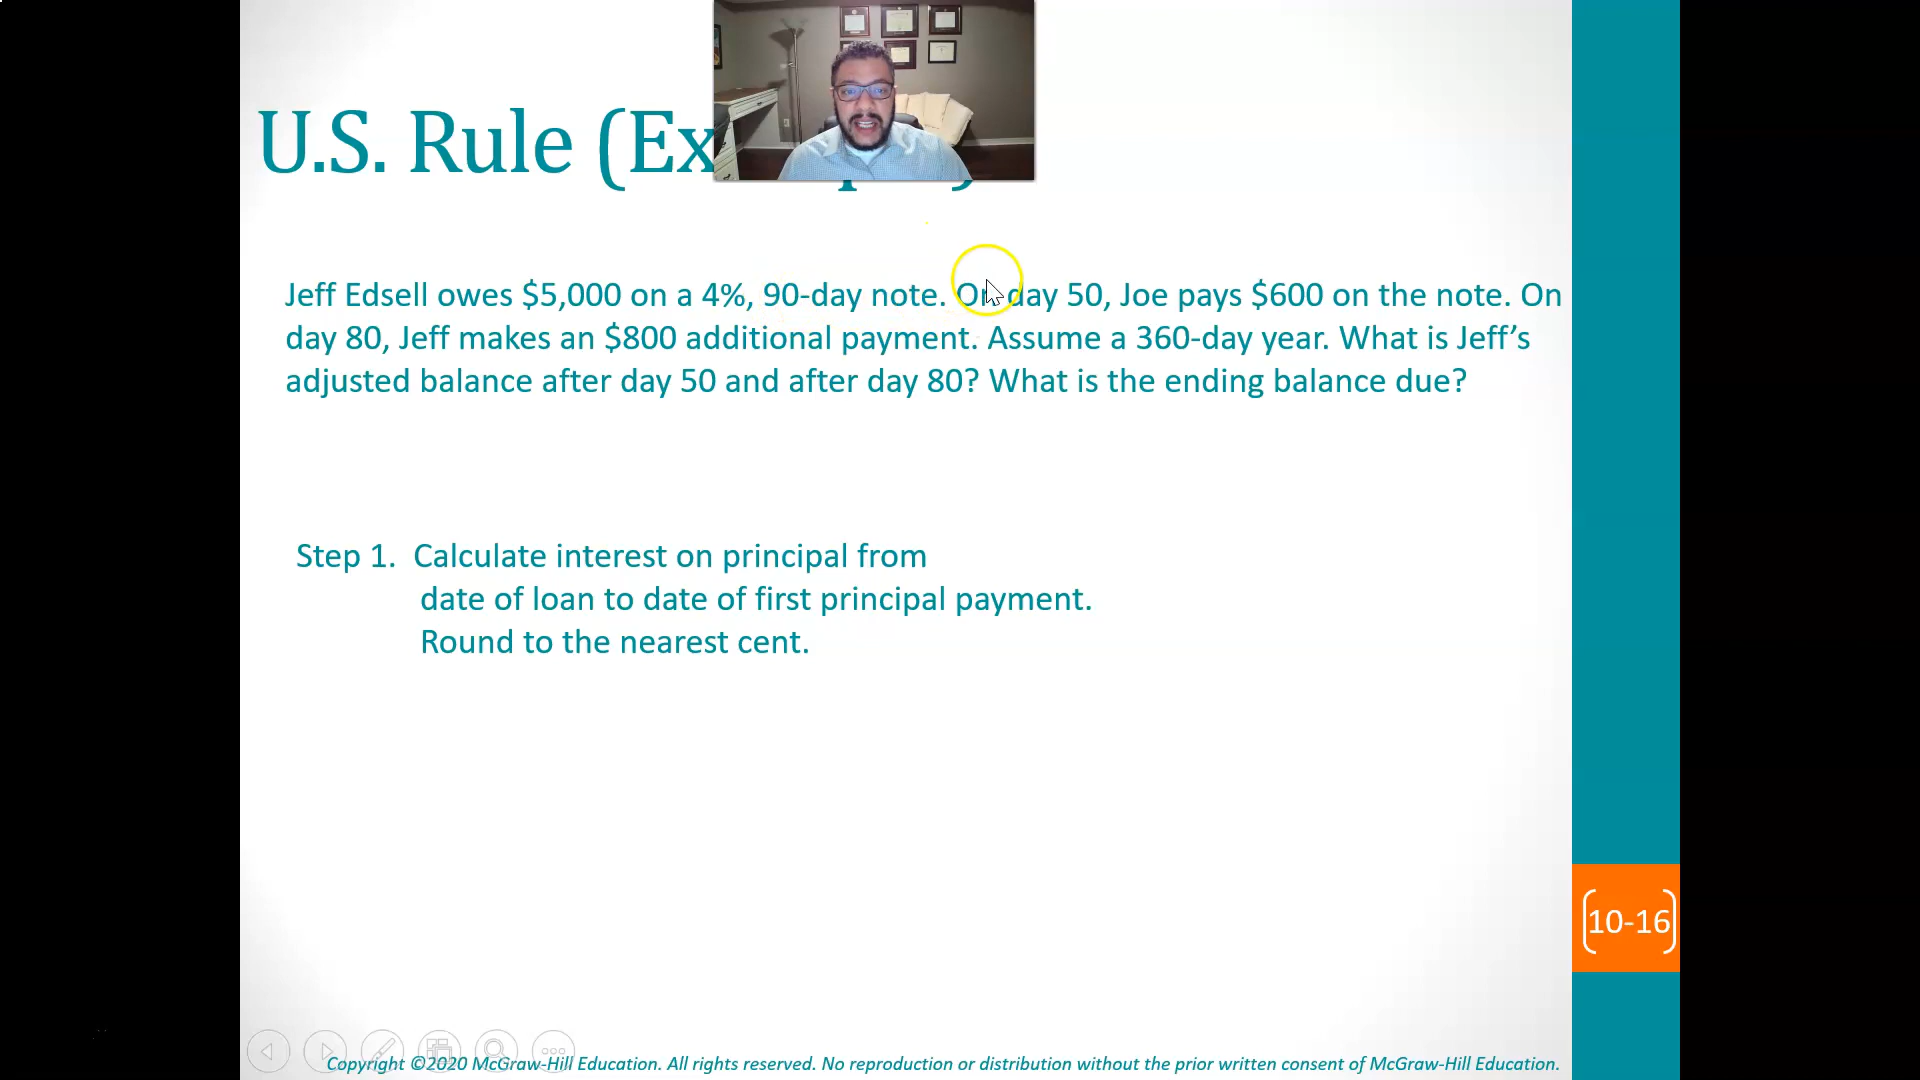 U.S. Rule (Ex
Jeff Edsell owes $5,000 on a 4%, 90-day note. On day 50, Joe pays $600 on the note. On
day 80, Jeff makes an $800 additional payment. Assume a 360-day year. What is Jeff’s
adjusted balance after day 50 and after day 80? What is the ending balance due?
Step 1. Calculate interest on principal from
date of loan to date of first principal payment.
Round to the nearest cent.
10-16
Copyright ©2020 McGraw-Hill Education. All rights reserved. No reproduction or distribution without the prior written consent of McGraw-Hill Education.